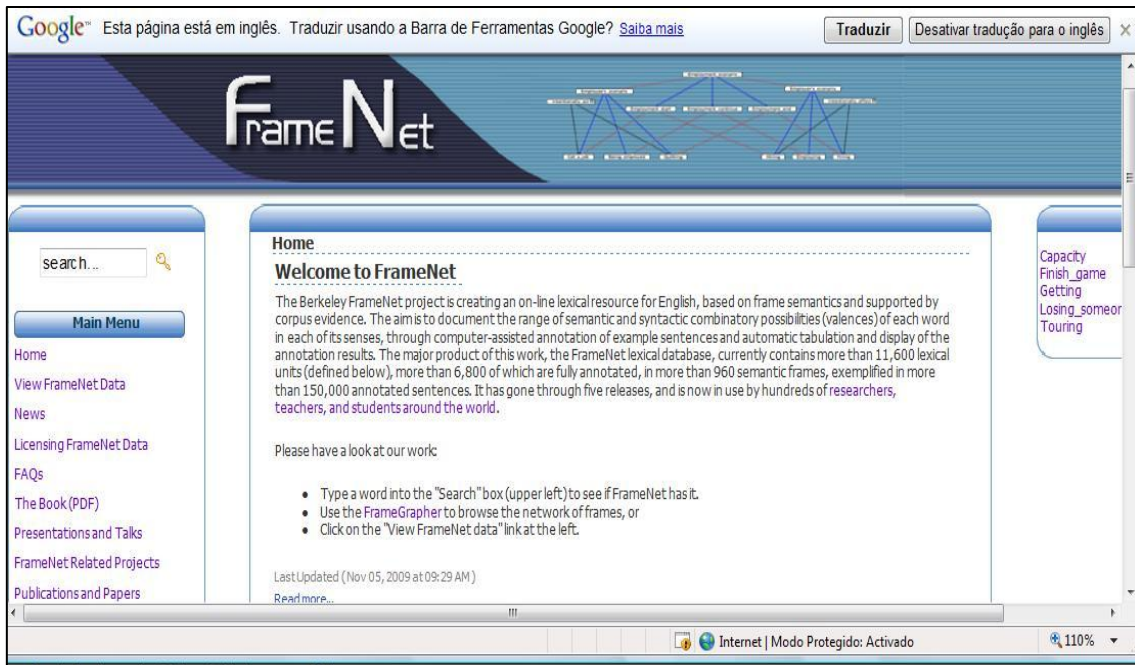 Google™ Esta página está em inglês. Traduzir usando a Barra de Ferramentas Google? Saiba mais Traduzir Desativar tradução para o inglês
FrameNet
search...
Main Menu
Home
View FrameNet Data
News
Licensing FrameNet Data
FAQs
The Book (PDF)
Presentations and Talks
FrameNet Related Projects
Publications and Papers
Home
Welcome to FrameNet
The Berkeley FrameNet project is creating an on-line lexical resource for English, based on frame semantics and supported by
corpus evidence. The aim is to document the range of semantic and syntactic combinatory possibilities (valences) of each word
in each of its senses, through computer-assisted annotation of example sentences and automatic tabulation and display of the
annotation results. The major product of this work, the FrameNet lexical database, currently contains more than 11,600 lexical
units (defined below), more than 6,800 of which are fully annotated, in more than 960 semantic frames, exemplified in more
than 150,000 annotated sentences. It has gone through five releases, and is now in use by hundreds of researchers,
teachers, and students around the world.
Please have a look at our work:
• Type a word into the "Search" box (upper left) to see if FrameNet has it.
• Use the FrameGrapher to browse the network of frames, or
• Click on the "View FrameNet data" link at the left.
Last Updated (Nov 05, 2009 at 09:29 AM)
Read more...
Capacity
Finish_game
Getting
Losing_someon
Touring
Internet | Modo Protegido: Activado 110%